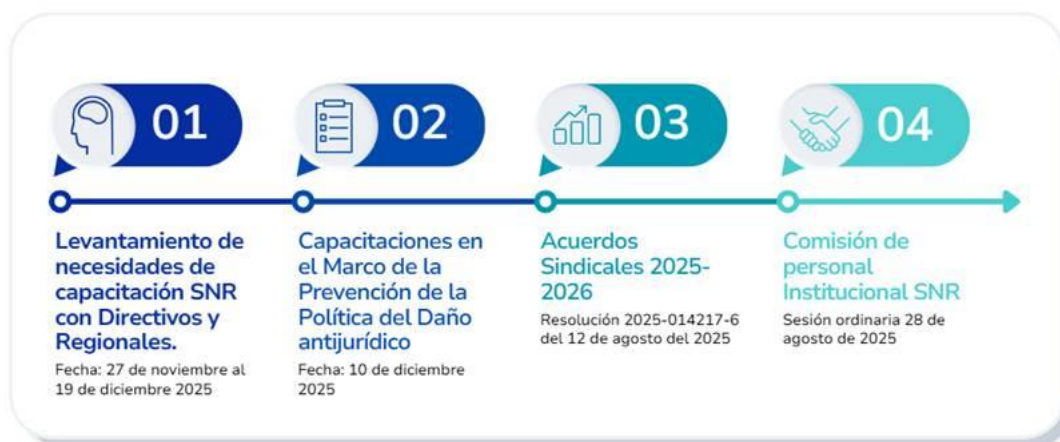 01
Levantamiento de
necesidades de
capacitación SNR
con Directivos y
Regionales.
Fecha: 27 de noviembre al
19 de diciembre 2025
02
Capacitaciones en
el Marco de la
Prevención de la
Política del Daño
antijurídico
Fecha: 10 de diciembre
2025
03
Acuerdos
Sindicales 2025-
2026
Resolución 2025-014217-6
del 12 de agosto del 2025
04
Comisión de
personal
Institucional SNR
Sesión ordinaria 28 de
agosto de 2025